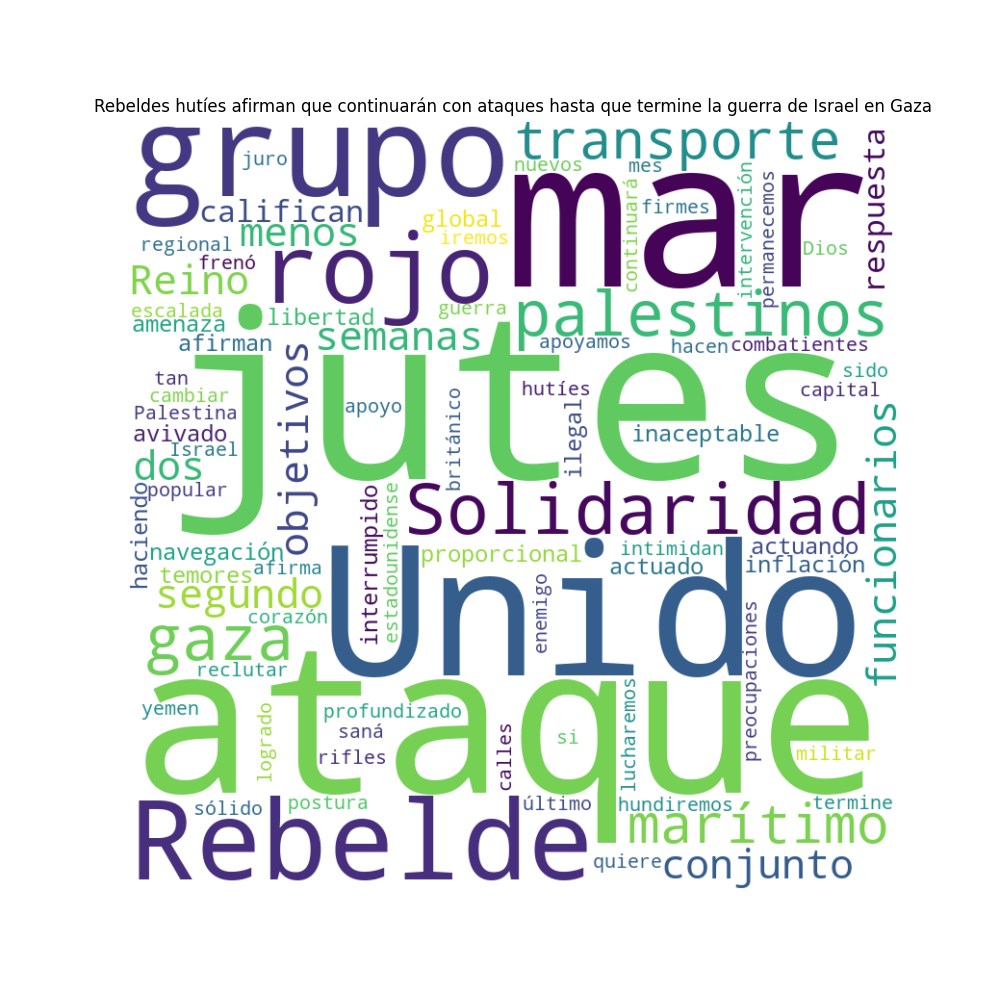 Rebeldes hutíes afirman que continuarán con ataques hasta que termine la guerra de Israel en Gaza
grupo
transporte
mar
juro
nuevos
mes
respuesta
califican
menos
global
iremos
continuará
firmes
intervención
permanecemos
Dios
regional
frenó
rojo
Reino
escalada
amenaza
libertad
guerra
palestinos
afirman
semanas
apoyamos
hacen
combatientes
jutes
objetivos
tan
cambiar
Palestina
avivado
Israel
apoyo
británico
hutíes
ilegal
inaceptable
sido
capital
dos
popular
haciendo
Solidaridad
funcionarios
navegación
temores
afirma
interrumpido
estadounidense
proporcional
intimidan
actuado
actuando
inflación
segundo
corazón
Unido
enemigo
preocupaciones
gaza
reclutar
ataque
yemen
logrado
profundizado
saná
rifles
calles
si
lucharemos
militar
Rebelde
sólido
postura
último
hundiremos
termine
marítimo
quiere
conjunto